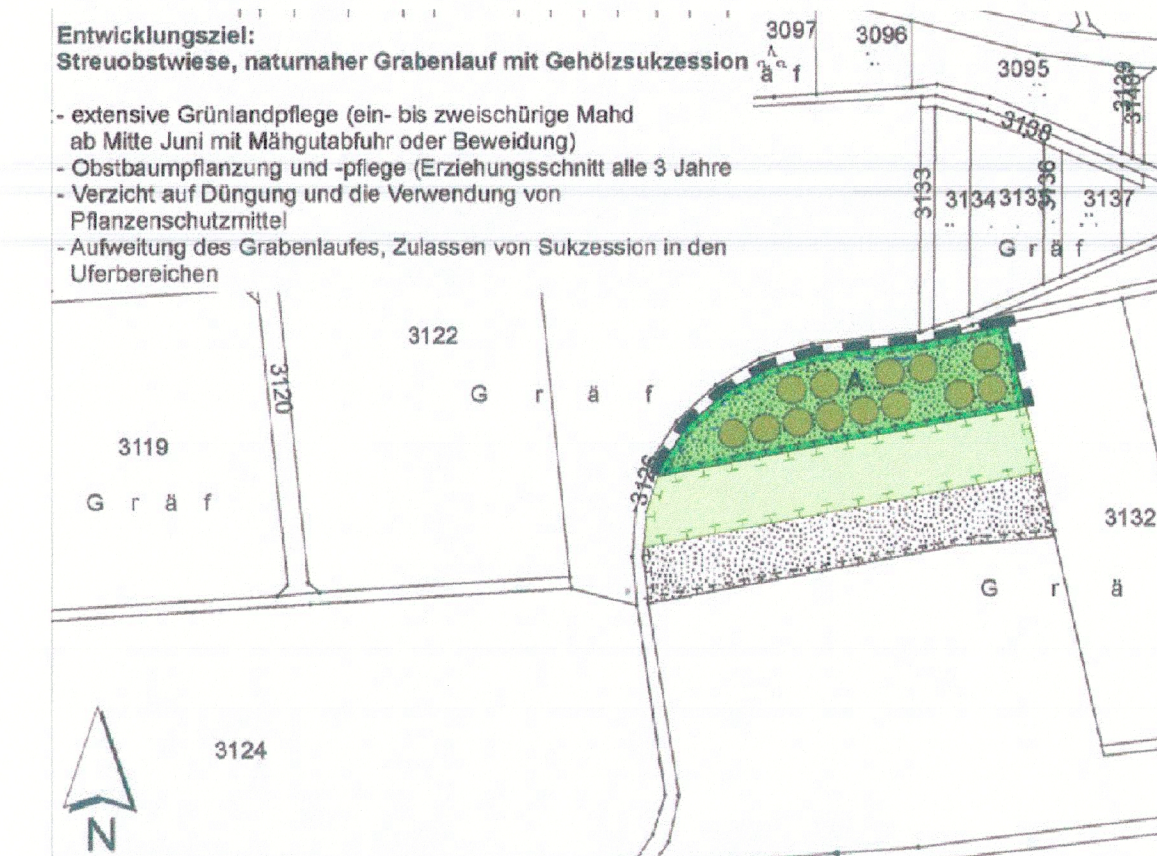 Entwicklungsziel:
Streuobstwiese, naturnaher Grabenlauf mit Gehölzsukzession
- extensive Grünlandpflege (ein- bis zweischürige Mahd
ab Mitte Juni mit Mähgutabfuhr oder Beweidung)
- Obstbaumpflanzung und -pflege (Erziehungsschnitt alle 3 Jahre
- Verzicht auf Düngung und die Verwendung von
Pflanzenschutzmittel
- Aufweitung des Grabenlaufes, Zulassen von Sukzession in den
Uferbereichen
3097
3096
ä f
3095
3138
3133
3134
3136
3137
G r ä f
3122
3120
G r ä f
A
3119
G r ä f
3126
3132
G r ä
3124
N